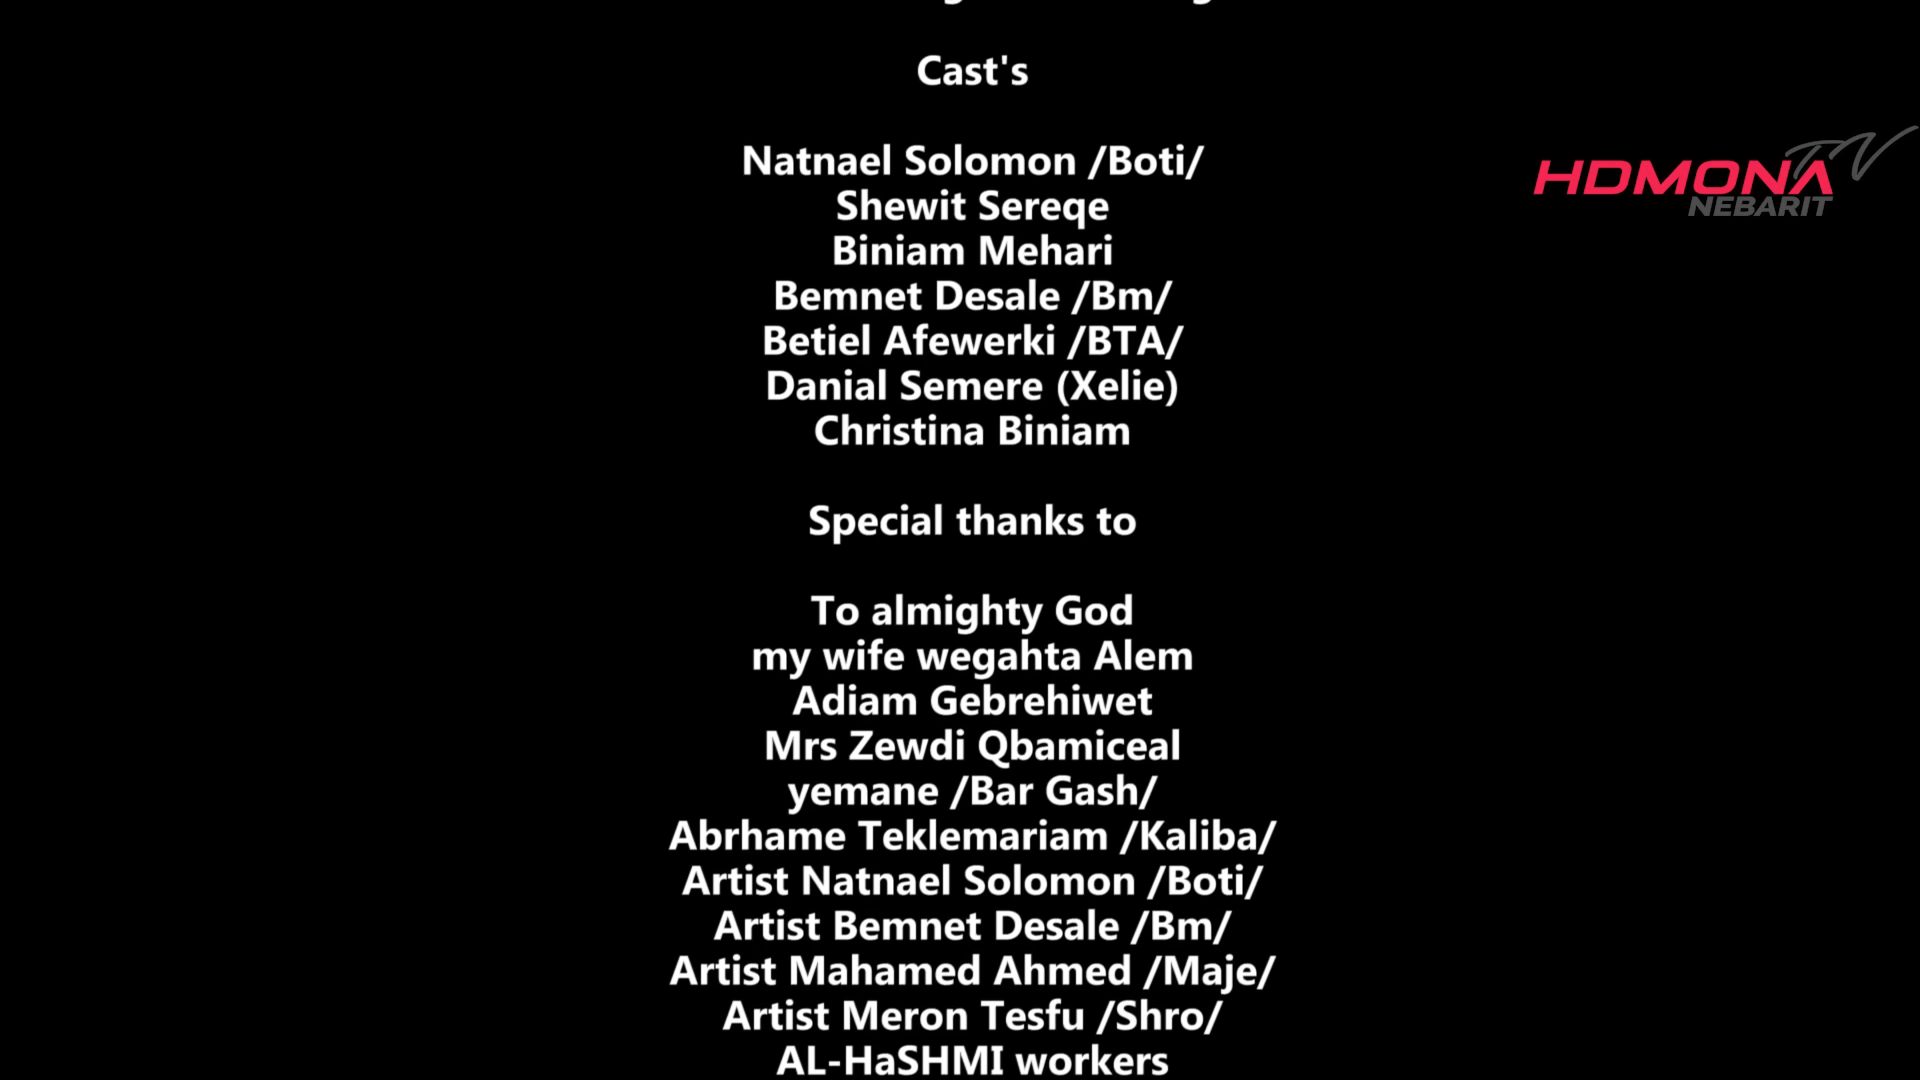 Cast's
Natnael Solomon /Boti/
Shewit Sereqe
Biniam Mehari
Bemnet Desale /Bm/
Betiel Afewerki /BTA/
Danial Semere (Xelie)
Christina Biniam
Special thanks to
To almighty God
my wife wegahta Alem
Adiam Gebrehiwet
Mrs Zewdi Qbamiceal
yemane /Bar Gash/
Abrhame Teklemariam /Kaliba/
Artist Natnael Solomon /Boti/
Artist Bemnet Desale /Bm/
Artist Mahamed Ahmed /Maje/
Artist Meron Tesfu /Shro/
AL-HaSHMI workers
HDMONA TV
NEBARIT